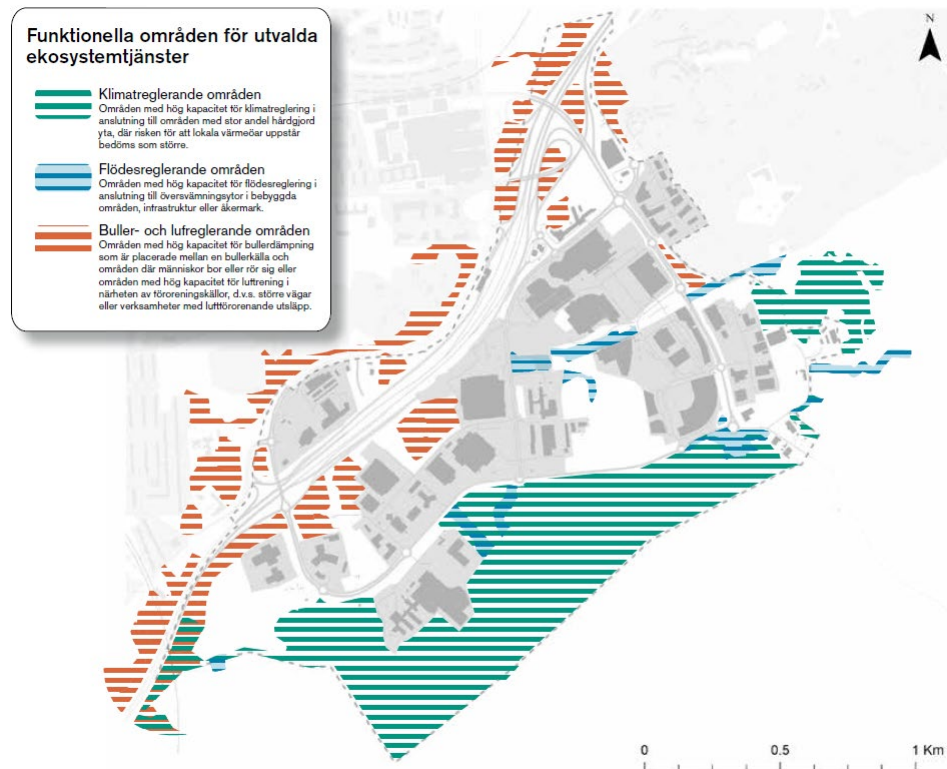 Funktionella områden för utvalda
ekosystemtjänster
Klimatreglerande områden
Områden med hög kapacitet för klimatreglering i
anslutning till områden med stor andel hårdgjord
yta, där risken för att lokala värmeöar uppstår
bedöms som större.
Flödesreglerande områden
Områden med hög kapacitet för flödesreglering i
anslutning till översvämningsytor i bebyggda
områden, infrastruktur eller åkermark.
Buller- och lufreglerande områden
Områden med hög kapacitet för bullerdämpning
som är placerade mellan en bullerkälla och
områden där människor bor eller rör sig eller
områden med hög kapacitet för luftrening i
närheten av föroreningskällor, d.v.s. större vägar
eller verksamheter med luftförorenande utsläpp.
N
0 0.5 1 Km